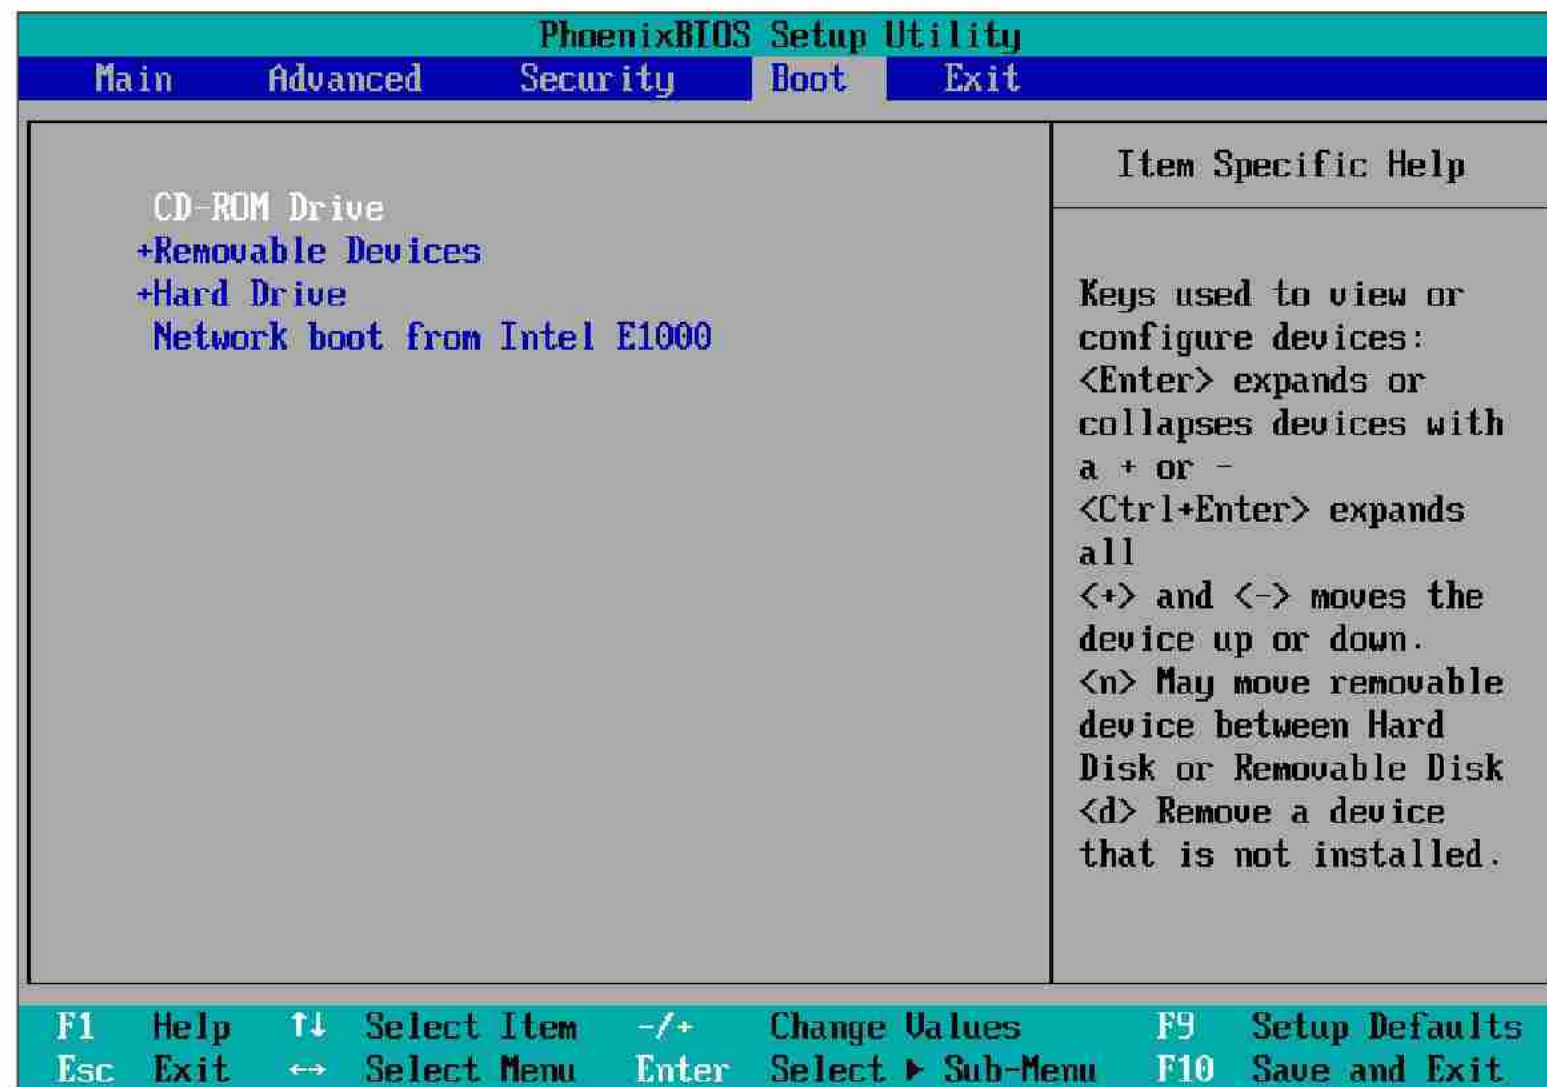 PhoenixBIOS Setup Utility
Main Advanced Security Boot Exit
CD-ROM Drive
+Removable Devices
+Hard Drive
Network boot from Intel E1000
Item Specific Help
Keys used to view or
configure devices:
<Enter> expands or
collapses devices with
a + or -
<Ctrl+Enter> expands
all
<+> and <-> moves the
device up or down.
<n> May move removable
device between Hard
Disk or Removable Disk
<d> Remove a device
that is not installed.
F1 Help ↑↓ Select Item -/+ Change Values F9 Setup Defaults
Esc Exit ↔ Select Menu Enter Select ▶ Sub-Menu F10 Save and Exit